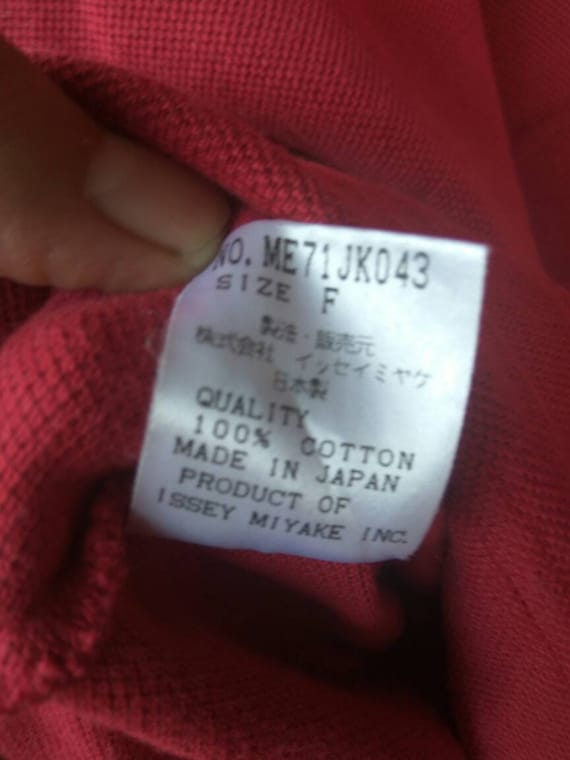 NO. ME71JK043
SIZE F
製造・販売元
株式会社 イッセイミヤケ
日本製
QUALITY
100% COTTON
MADE IN JAPAN
PRODUCT OF
ISSEY MIYAKE INC.